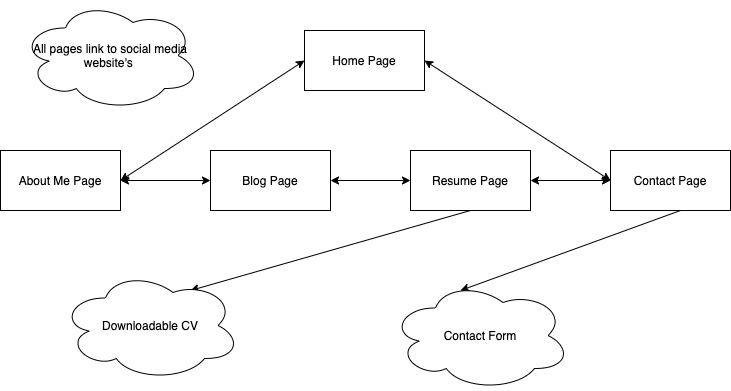 All pages link to social media
website's
Home Page
About Me Page
Blog Page
Resume Page
Contact Page
Downloadable CV
Contact Form